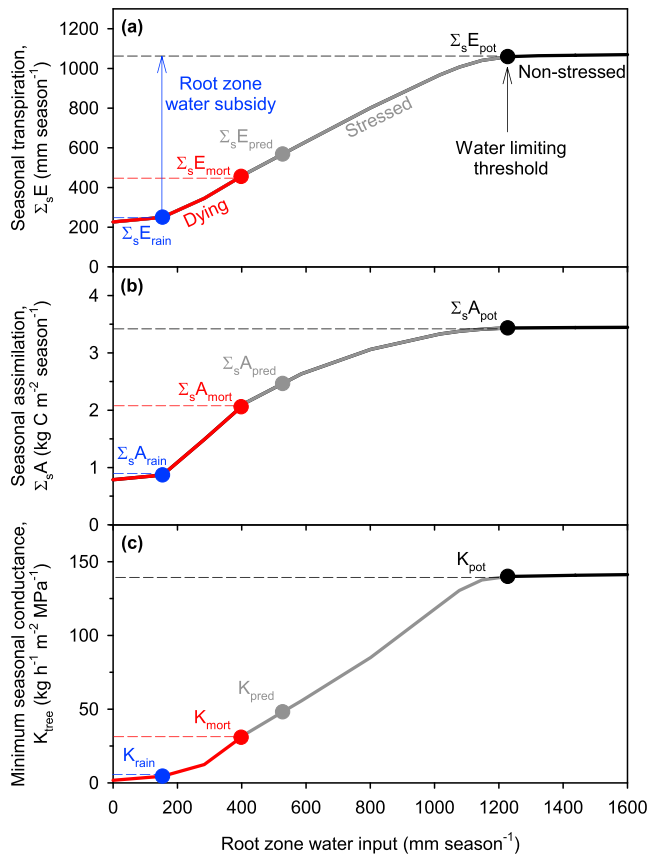 (a)
Seasonal transpiration,
ΣsE (mm season⁻¹)
1200
1000
800
600
400
200
0
Root zone
water subsidy
ΣsEpot
Non-stressed
Water limiting
threshold
Stressed
ΣsEpred
ΣsEmort
Dying
ΣsErain
(b)
Seasonal assimilation,
ΣsA (kg C m⁻² season⁻¹)
4
3
2
1
0
ΣsApot
ΣsApred
ΣsAmort
ΣsArain
(c)
Minimum seasonal conductance,
Ktree (kg h⁻¹ m⁻² MPa⁻¹)
150
100
50
0
Kpot
Kpred
Kmort
Krain
0 200 400 600 800 1000 1200 1400 1600
Root zone water input (mm season⁻¹)